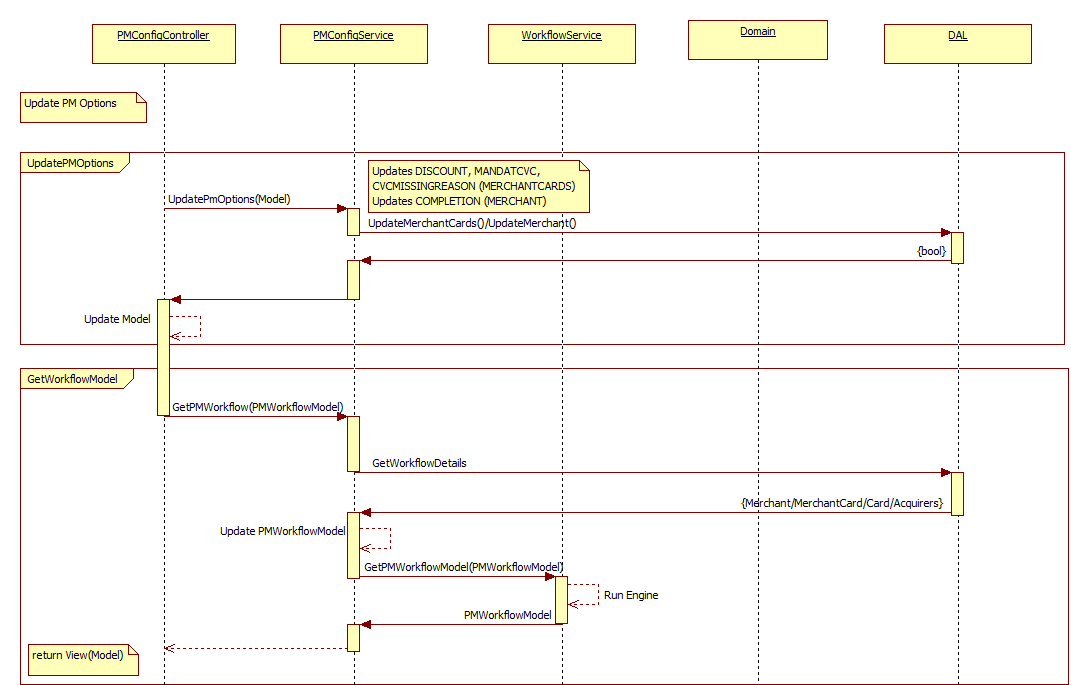 PMConfigController
PMConfigService
WorkflowService
Domain
DAL
Update PM Options
UpdatePMOptions
Updates DISCOUNT, MANDATCVC,
CVCMISSINGREASON (MERCHANTCARDS)
Updates COMPLETION (MERCHANT)
UpdatePmOptions(Model)
UpdateMerchantCards()/UpdateMerchant()
{bool}
Update Model
GetWorkflowModel
GetPMWorkflow(PMWorkflowModel)
GetWorkflowDetails
{Merchant/MerchantCard/Card/Acquirers}
Update PMWorkflowModel
GetPMWorkflowModel(PMWorkflowModel)
Run Engine
PMWorkflowModel
return View(Model)